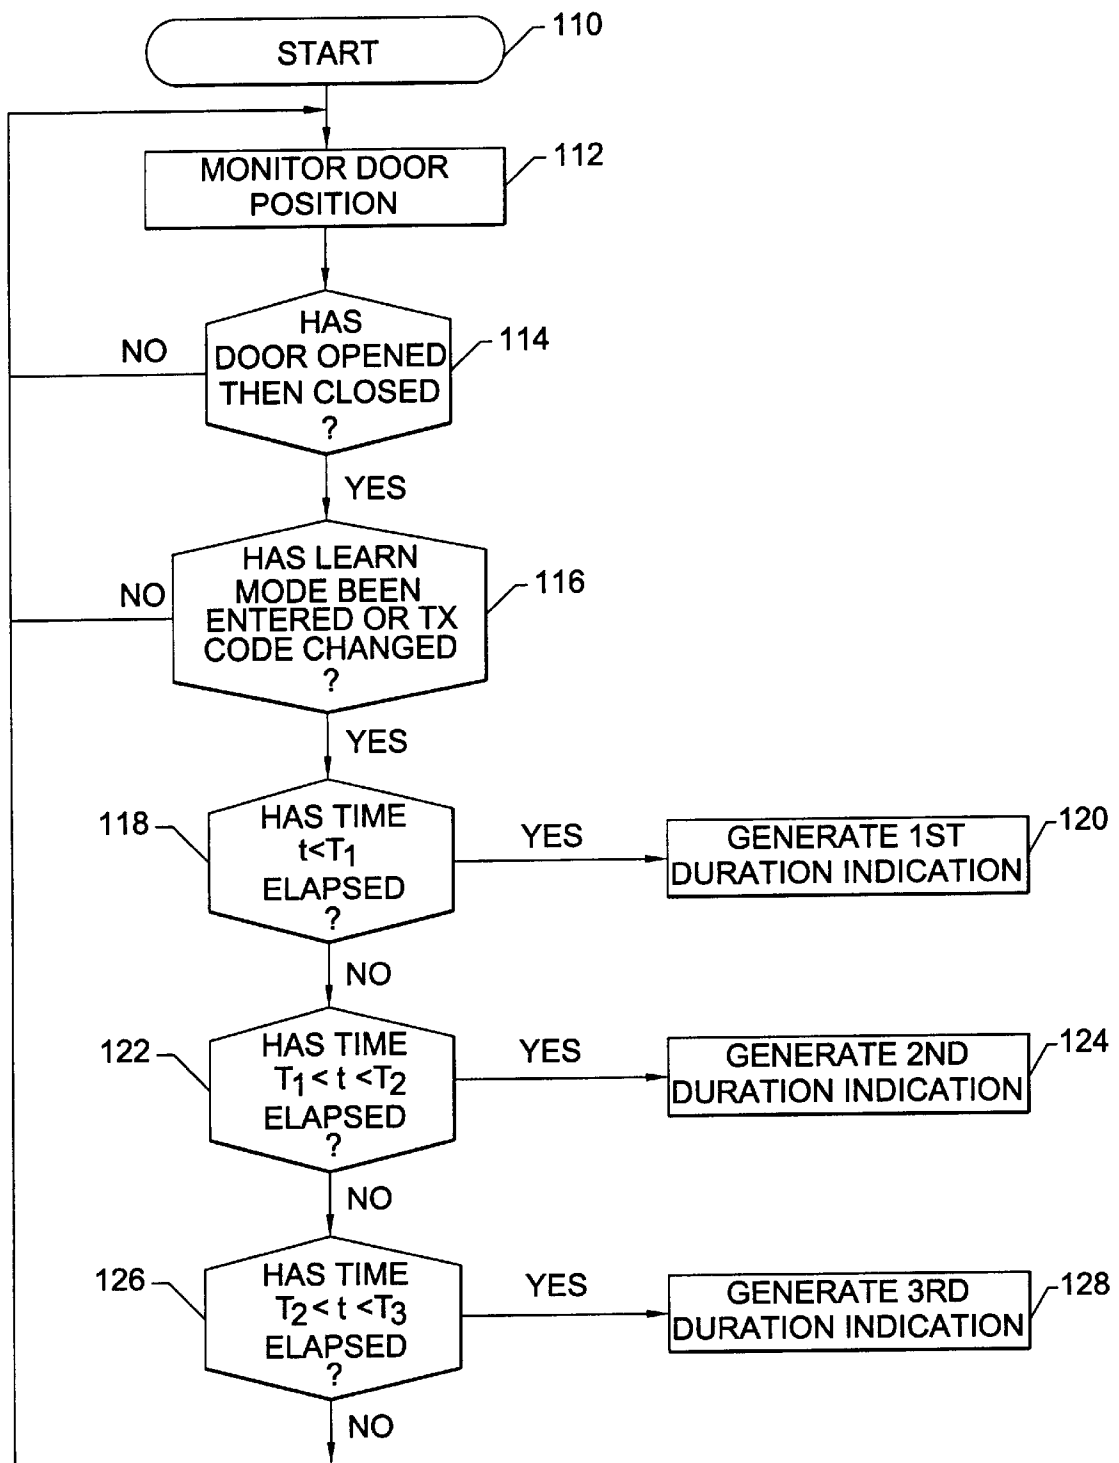 START
110
MONITOR DOOR
POSITION
112
HAS
DOOR OPENED
THEN CLOSED
?
114
NO
YES
HAS LEARN
MODE BEEN
ENTERED OR TX
CODE CHANGED
?
116
NO
YES
118
HAS TIME
t<T1
ELAPSED
?
YES
GENERATE 1ST
DURATION INDICATION
120
NO
122
HAS TIME
T1 < t <T2
ELAPSED
?
YES
GENERATE 2ND
DURATION INDICATION
124
NO
126
HAS TIME
T2 < t <T3
ELAPSED
?
YES
GENERATE 3RD
DURATION INDICATION
128
NO